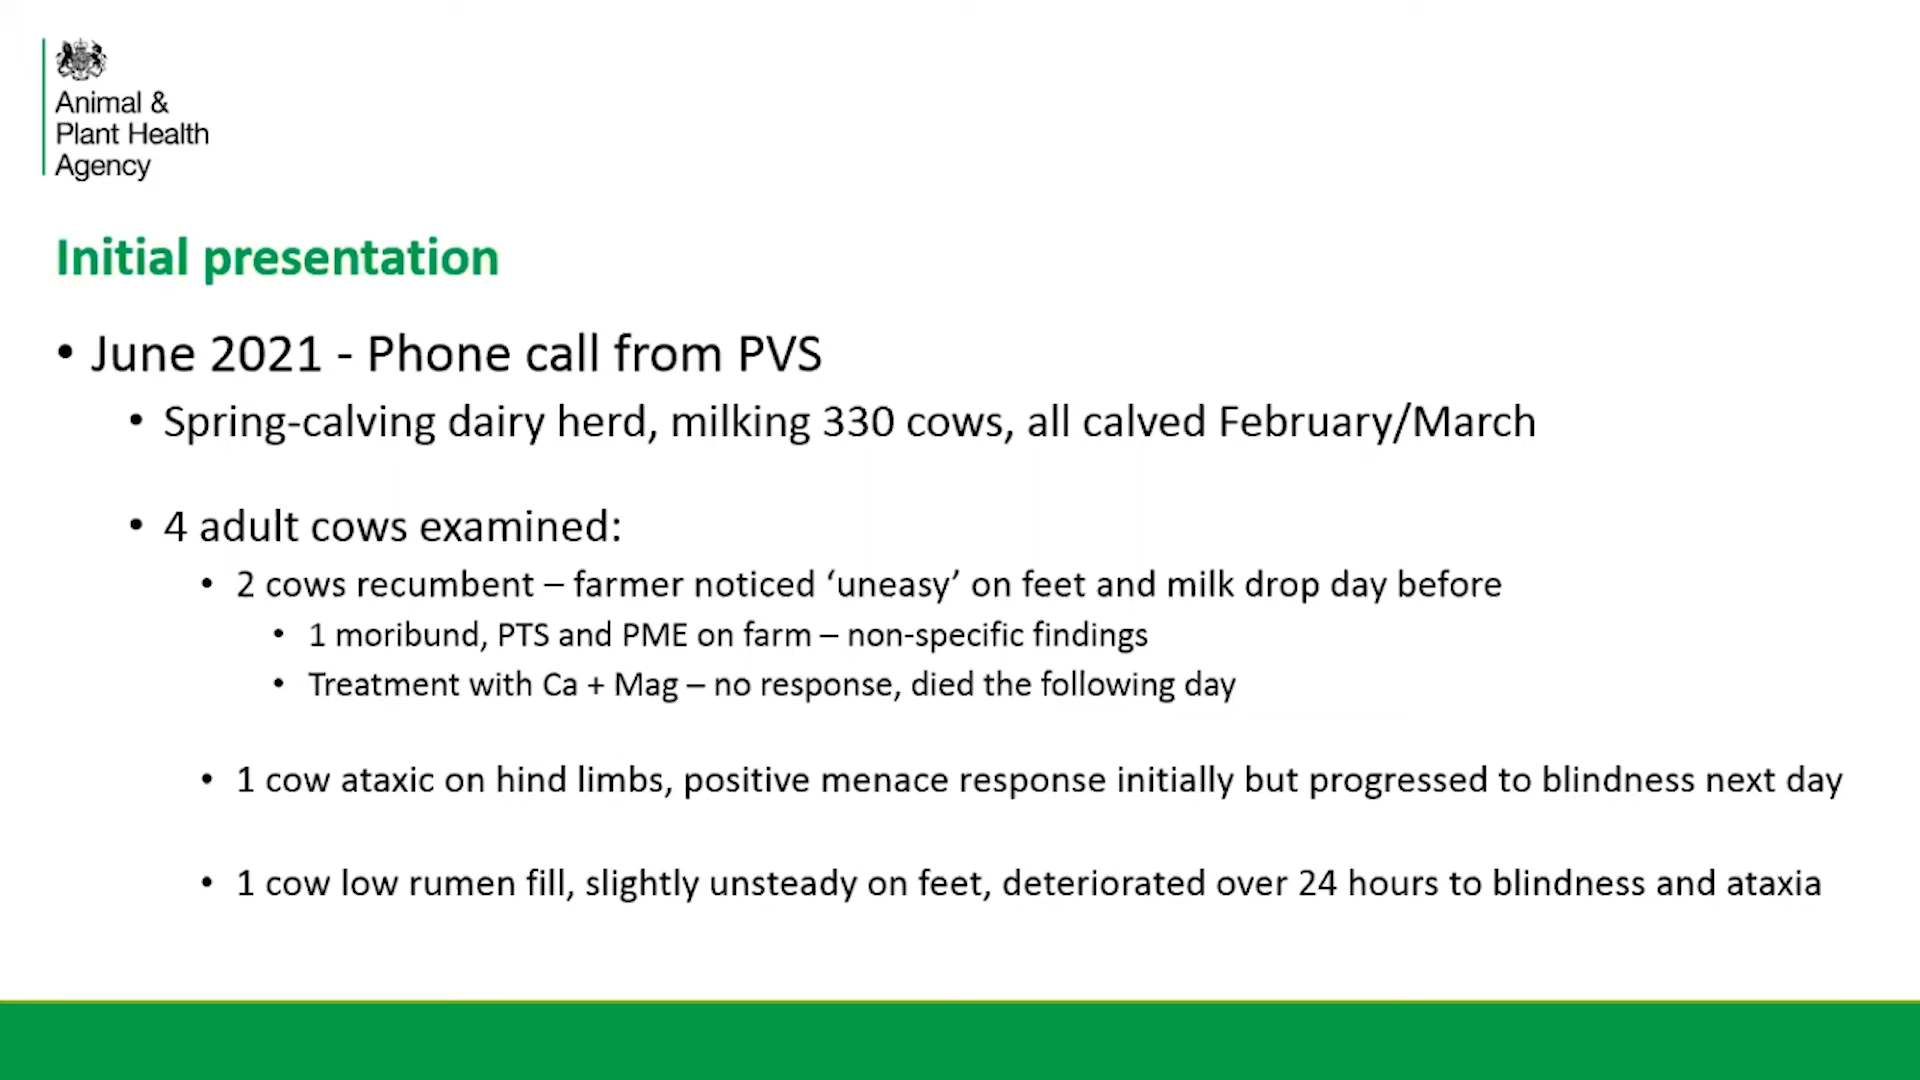 Animal &
Plant Health
Agency
Initial presentation
• June 2021 - Phone call from PVS
• Spring-calving dairy herd, milking 330 cows, all calved February/March
• 4 adult cows examined:
• 2 cows recumbent – farmer noticed ‘uneasy’ on feet and milk drop day before
• 1 moribund, PTS and PME on farm – non-specific findings
• Treatment with Ca + Mag – no response, died the following day
• 1 cow ataxic on hind limbs, positive menace response initially but progressed to blindness next day
• 1 cow low rumen fill, slightly unsteady on feet, deteriorated over 24 hours to blindness and ataxia